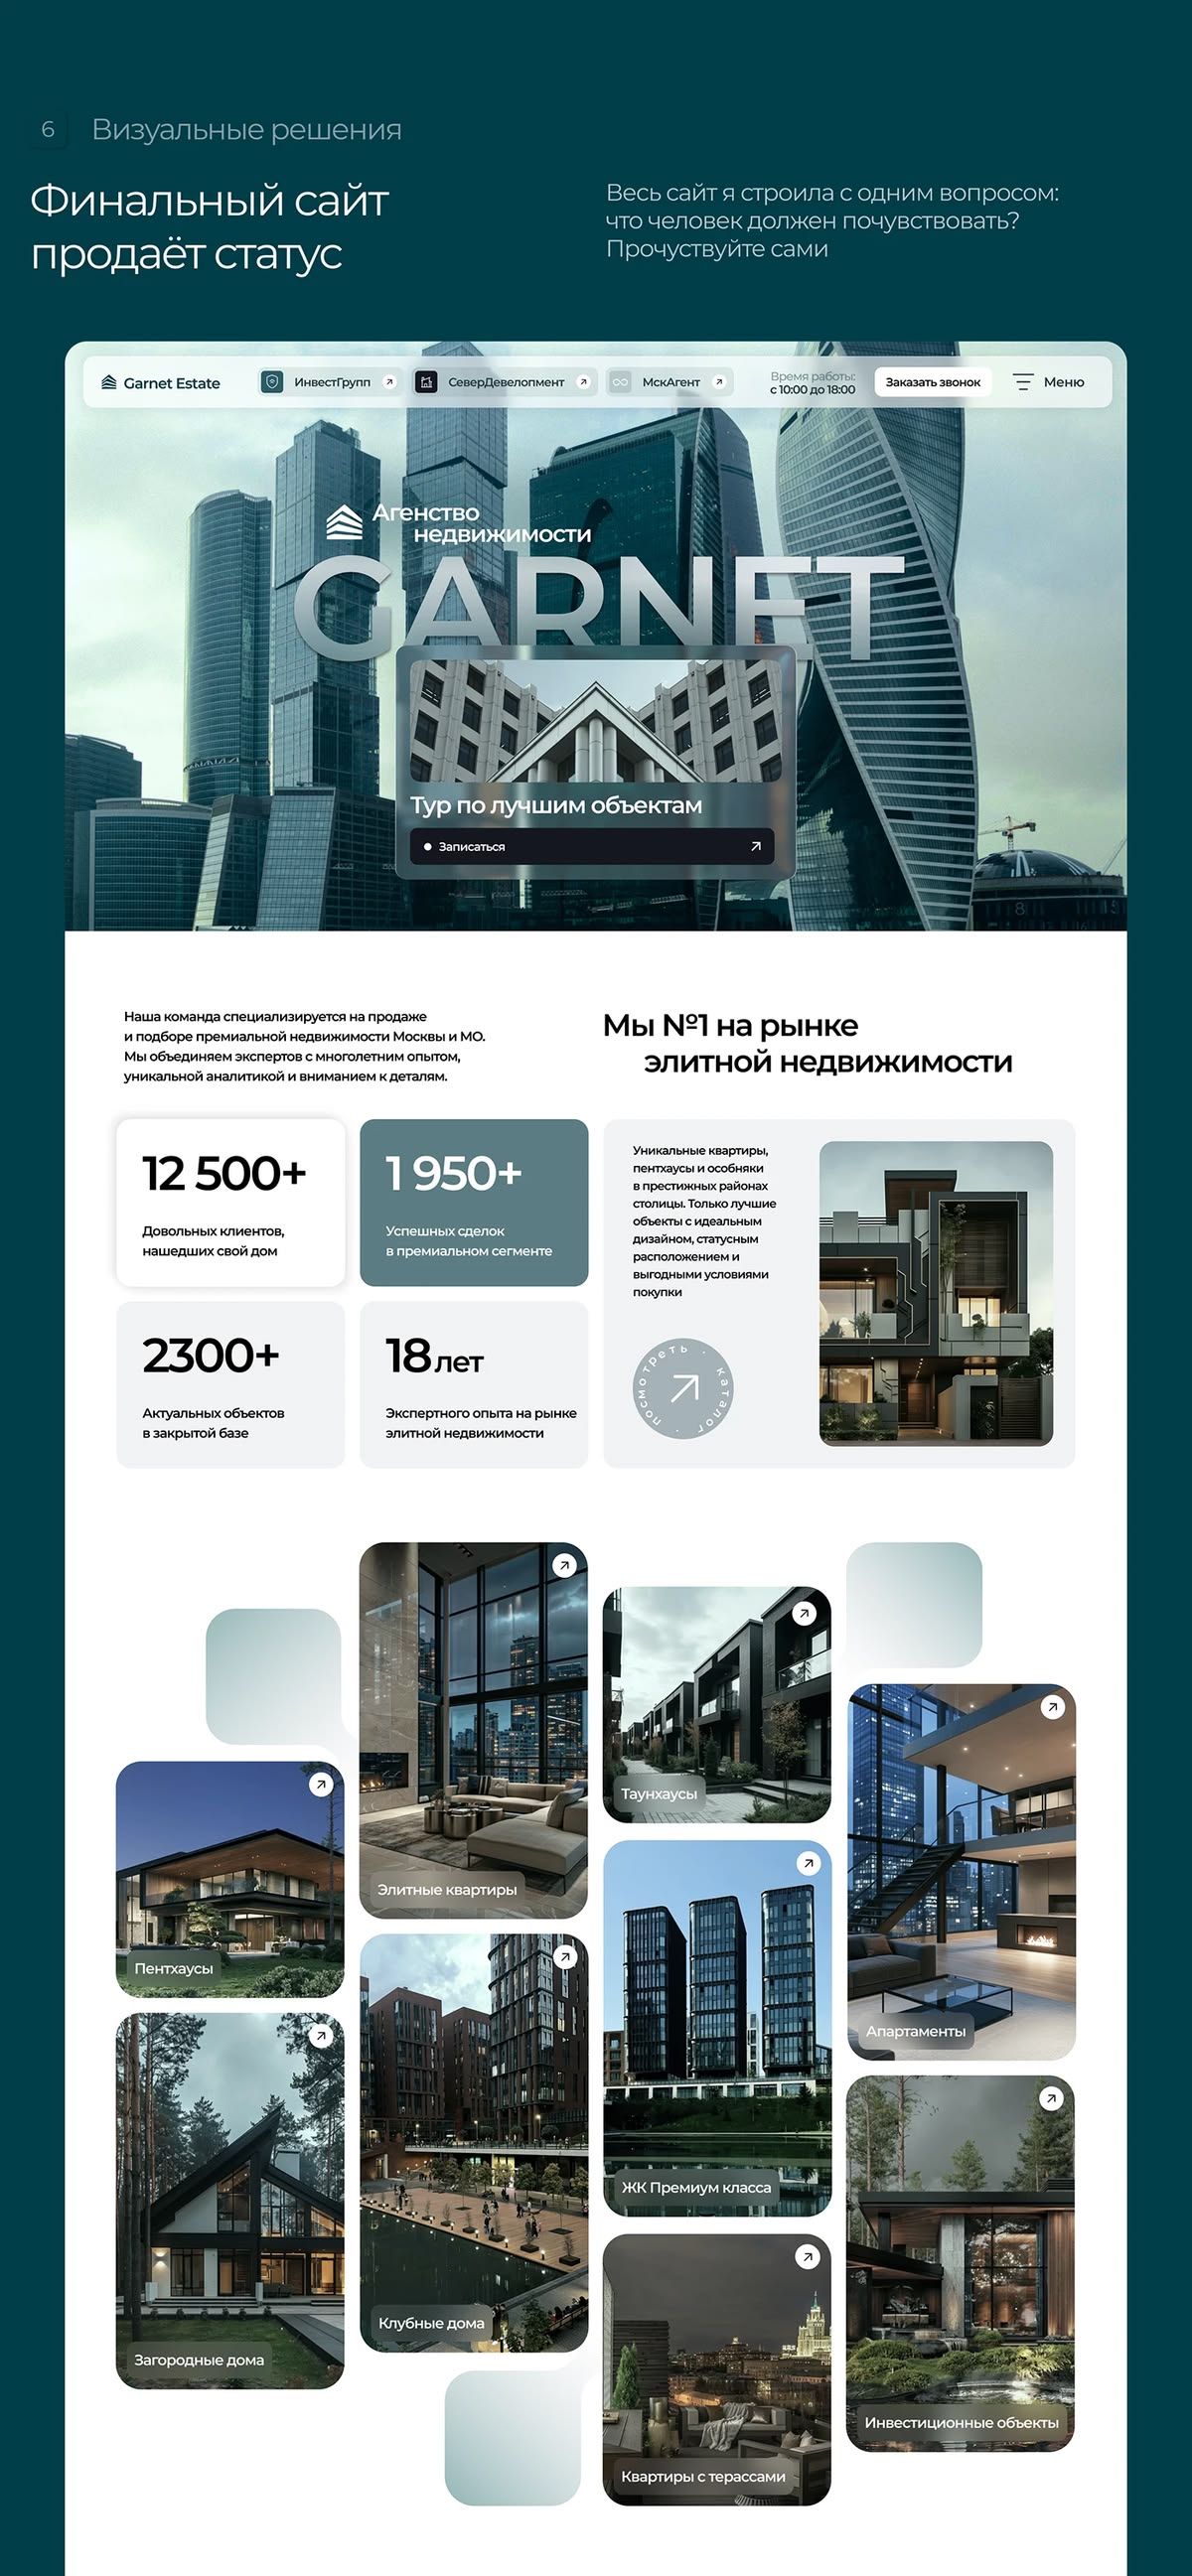 6
Визуальные решения
Финальный сайт
продаёт статус
Весь сайт я строила с одним вопросом:
что человек должен почувствовать?
Прочуствуйте сами
Garnet Estate
ИнвестГрупп
СеверДевелопмент
МскАгент
Время работы:
с 10:00 до 18:00
Заказать звонок
Меню
Агенство
недвижимости
GARNET
Тур по лучшим объектам
Записаться
Наша команда специализируется на продаже
и подборе премиальной недвижимости Москвы и МО.
Мы объединяем экспертов с многолетним опытом,
уникальной аналитикой и вниманием к деталям.
Мы №1 на рынке
элитной недвижимости
12 500+
Довольных клиентов,
нашедших свой дом
1 950+
Успешных сделок
в премиальном сегменте
2300+
Актуальных объектов
в закрытой базе
18 лет
Экспертного опыта на рынке
элитной недвижимости
Уникальные квартиры,
пентхаусы и особняки
в престижных районах
столицы. Только лучшие
объекты с идеальным
дизайном, статусным
расположением и
выгодными условиями
покупки
посмотреть · каталог ·
Элитные квартиры
Таунхаусы
Пентхаусы
Апартаменты
ЖК Премиум класса
Клубные дома
Загородные дома
Инвестиционные объекты
Квартиры с терассами